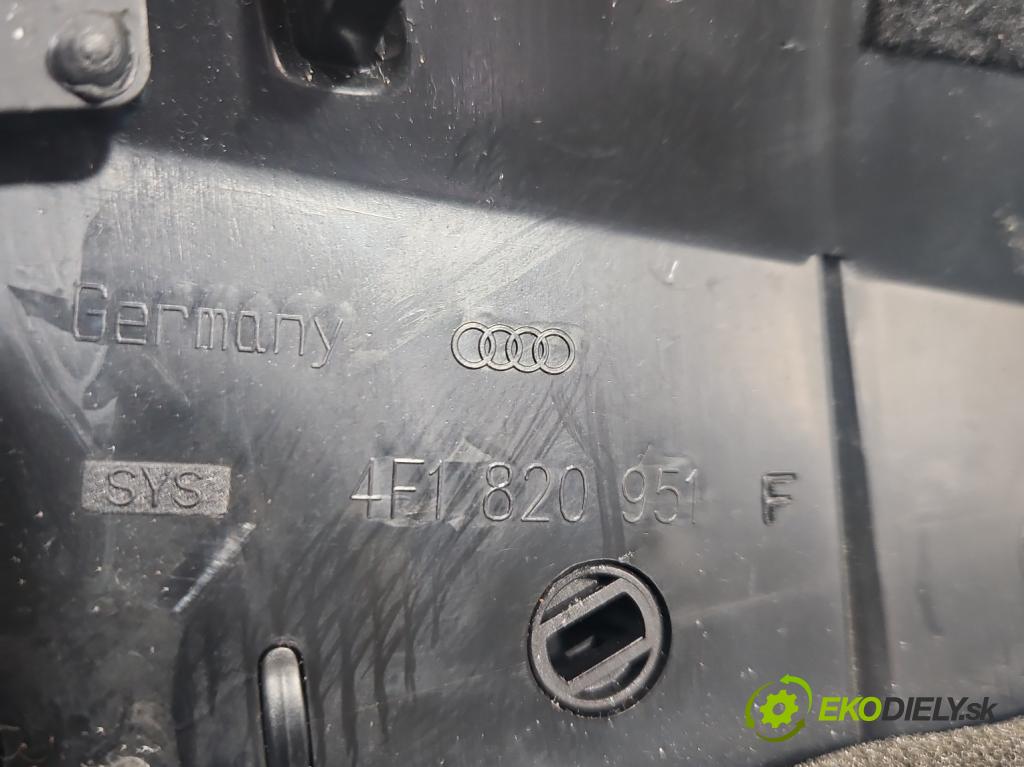 Germany
SYS 4F1 820 951 F
EKODIELY.sk